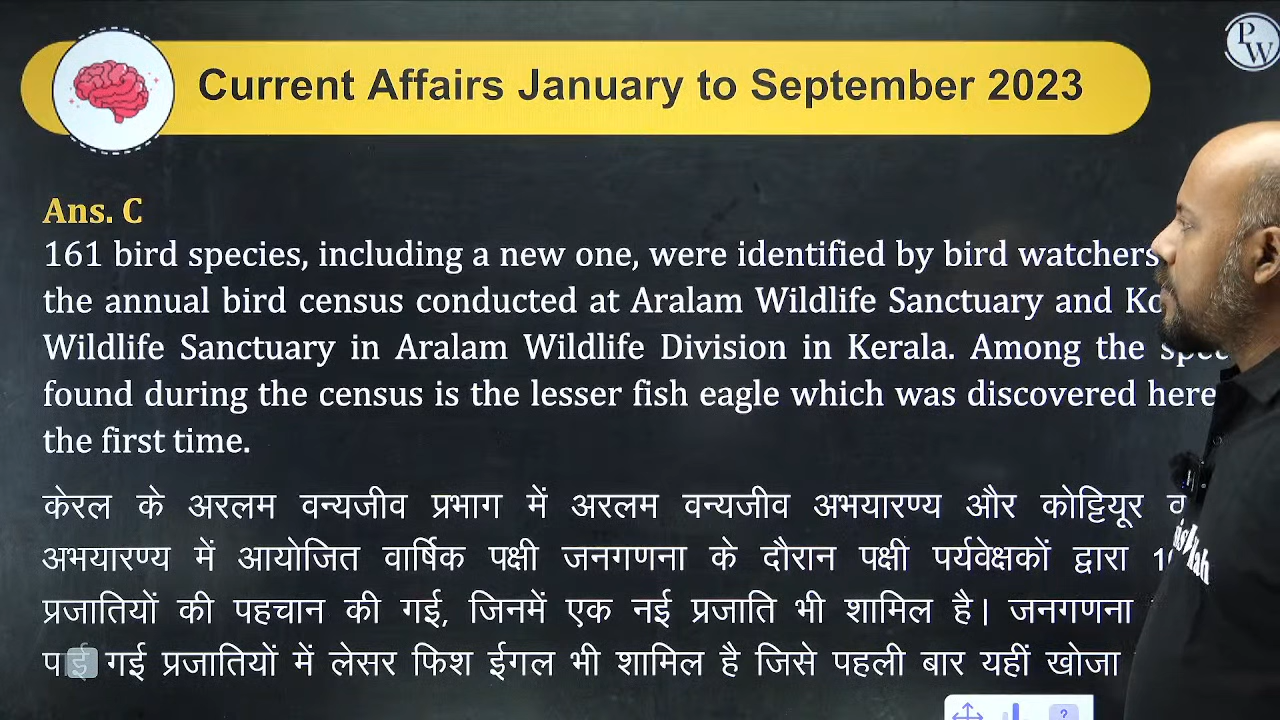 P
W
Current Affairs January to September 2023
Ans. C
161 bird species, including a new one, were identified by bird watchers
the annual bird census conducted at Aralam Wildlife Sanctuary and
Wildlife Sanctuary in Aralam Wildlife Division in Kerala. Among the
found during the census is the lesser fish eagle which was discovered here
the first time.
केरल के अरलम वन्यजीव प्रभाग में अरलम वन्यजीव अभयारण्य और कोट्टियूर
अभयारण्य में आयोजित वार्षिक पक्षी जनगणना के दौरान पक्षी पर्यवेक्षकों द्वारा
प्रजातियों की पहचान की गई, जिनमें एक नई प्रजाति भी शामिल है। जनगणना
पाई गई प्रजातियों में लेसर फिश ईगल भी शामिल है जिसे पहली बार यहीं खोजा
?